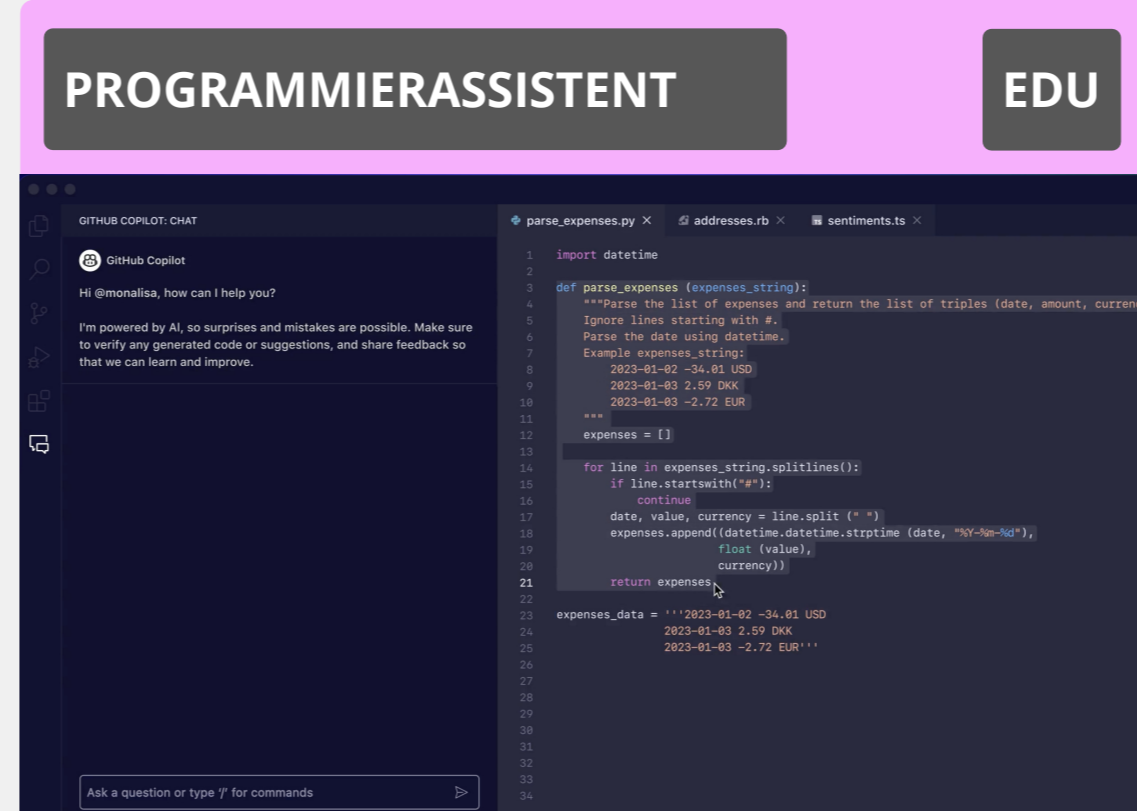 PROGRAMMIERASSISTENT
EDU
GITHUB COPILOT: CHAT
GitHub Copilot
Hi @monalisa, how can I help you?
I'm powered by AI, so surprises and mistakes are possible. Make sure
to verify any generated code or suggestions, and share feedback so
that we can learn and improve.
Ask a question or type '/' for commands
parse_expenses.py
addresses.rb
TS sentiments.ts
1 import datetime
2
3 def parse_expenses (expenses_string):
4     """Parse the list of expenses and return the list of triples (date, amount, curren
5     Ignore lines starting with #.
6     Parse the date using datetime.
7     Example expenses_string:
8         2023-01-02 -34.01 USD
9         2023-01-03 2.59 DKK
10         2023-01-03 -2.72 EUR
11     """
12     expenses = []
13
14     for line in expenses_string.splitlines():
15         if line.startswith("#"):
16             continue
17         date, value, currency = line.split (" ")
18         expenses.append((datetime.datetime.strptime (date, "%Y-%m-%d"),
19                         float (value),
20                         currency))
21         return expenses
22
23 expenses_data = '''2023-01-02 -34.01 USD
24                 2023-01-03 2.59 DKK
25                 2023-01-03 -2.72 EUR'''
26
27
28
29
30
31
32
33
34